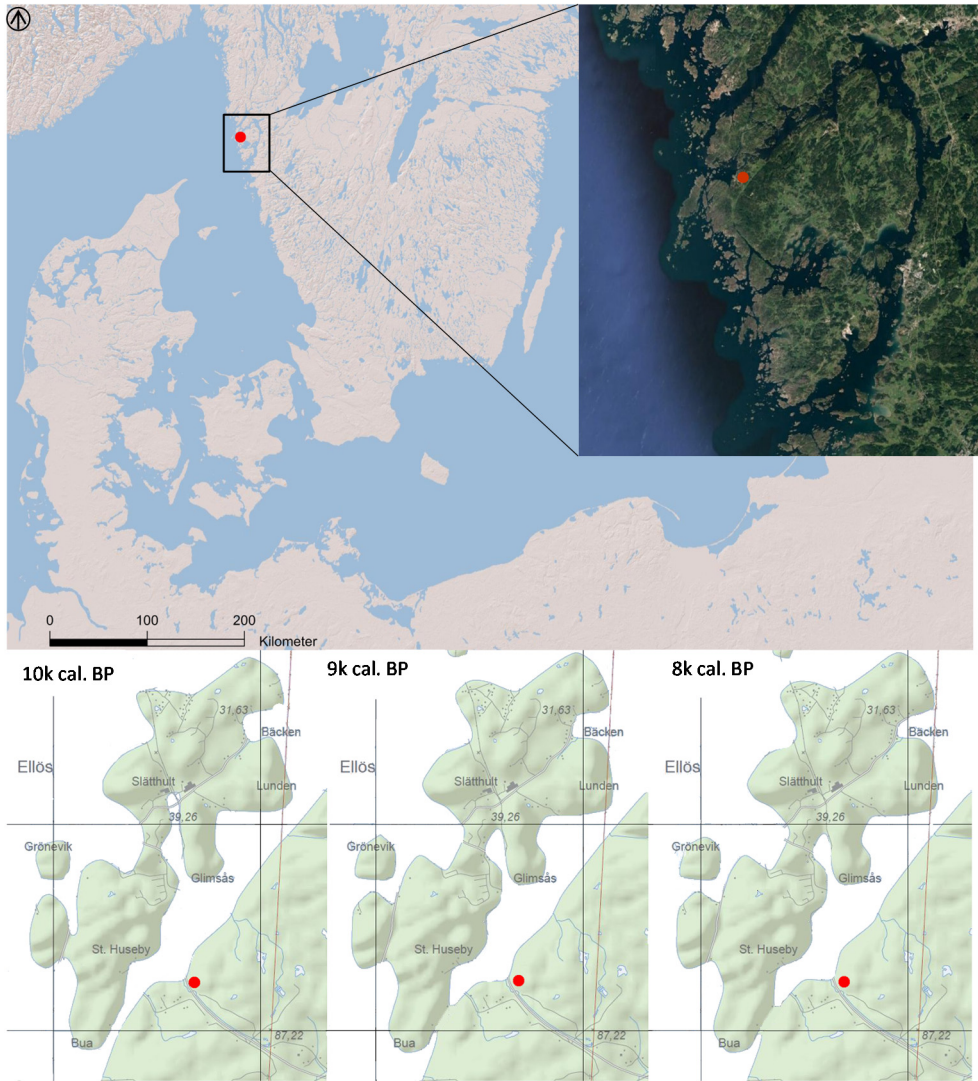 0 100 200
Kilometer
10k cal. BP
31,63
Bäcken
Ellös
Slätthult
Lunden
39,26
Grönevik
Glimsås
St. Huseby
Bua
87,22
9k cal. BP
31,63
Bäcken
Ellös
Slätthult
Lunden
39,26
Grönevik
Glimsås
St. Huseby
Bua
87,22
8k cal. BP
31,63
Bäcken
Ellös
Slätthult
Lunden
39,26
Grönevik
Glimsås
St. Huseby
Bua
87,22